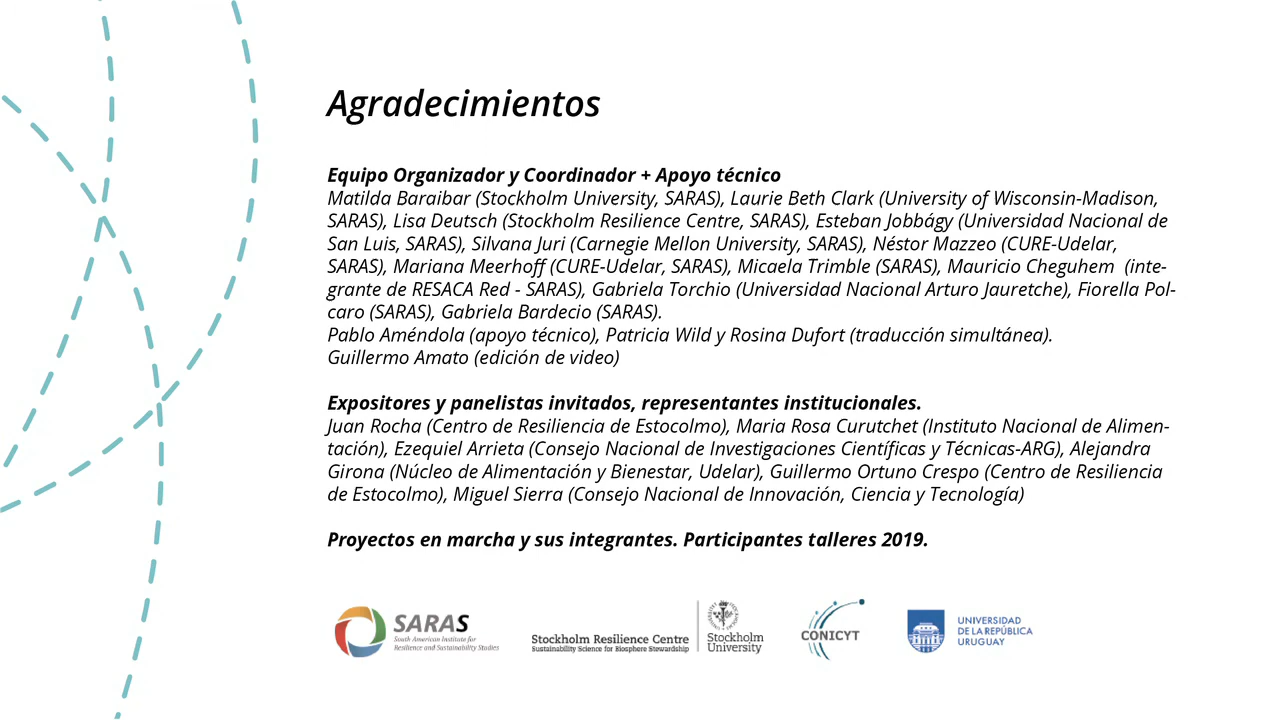 Agradecimientos
Equipo Organizador y Coordinador + Apoyo técnico
Matilda Baraibar (Stockholm University, SARAS), Laurie Beth Clark (University of Wisconsin-Madison,
SARAS), Lisa Deutsch (Stockholm Resilience Centre, SARAS), Esteban Jobbágy (Universidad Nacional de
San Luis, SARAS), Silvana Juri (Carnegie Mellon University, SARAS), Néstor Mazzeo (CURE-Udelar,
SARAS), Mariana Meerhoff (CURE-Udelar, SARAS), Micaela Trimble (SARAS), Mauricio Cheguhem (inte-
grante de RESACA Red - SARAS), Gabriela Torchio (Universidad Nacional Arturo Jauretche), Fiorella Pol-
caro (SARAS), Gabriela Bardecio (SARAS).
Pablo Améndola (apoyo técnico), Patricia Wild y Rosina Dufort (traducción simultánea).
Guillermo Amato (edición de video)
Expositores y panelistas invitados, representantes institucionales.
Juan Rocha (Centro de Resiliencia de Estocolmo), Maria Rosa Curutchet (Instituto Nacional de Alimen-
tación), Ezequiel Arrieta (Consejo Nacional de Investigaciones Científicas y Técnicas-ARG), Alejandra
Girona (Núcleo de Alimentación y Bienestar, Udelar), Guillermo Ortuno Crespo (Centro de Resiliencia
de Estocolmo), Miguel Sierra (Consejo Nacional de Innovación, Ciencia y Tecnología)
Proyectos en marcha y sus integrantes. Participantes talleres 2019.
SARAS
South American Institute for
Resilience and Sustainability Studies
Stockholm Resilience Centre
Sustainability Science for Biosphere Stewardship
Stockholm
University
CONICYT
UNIVERSIDAD
DE LA REPÚBLICA
URUGUAY